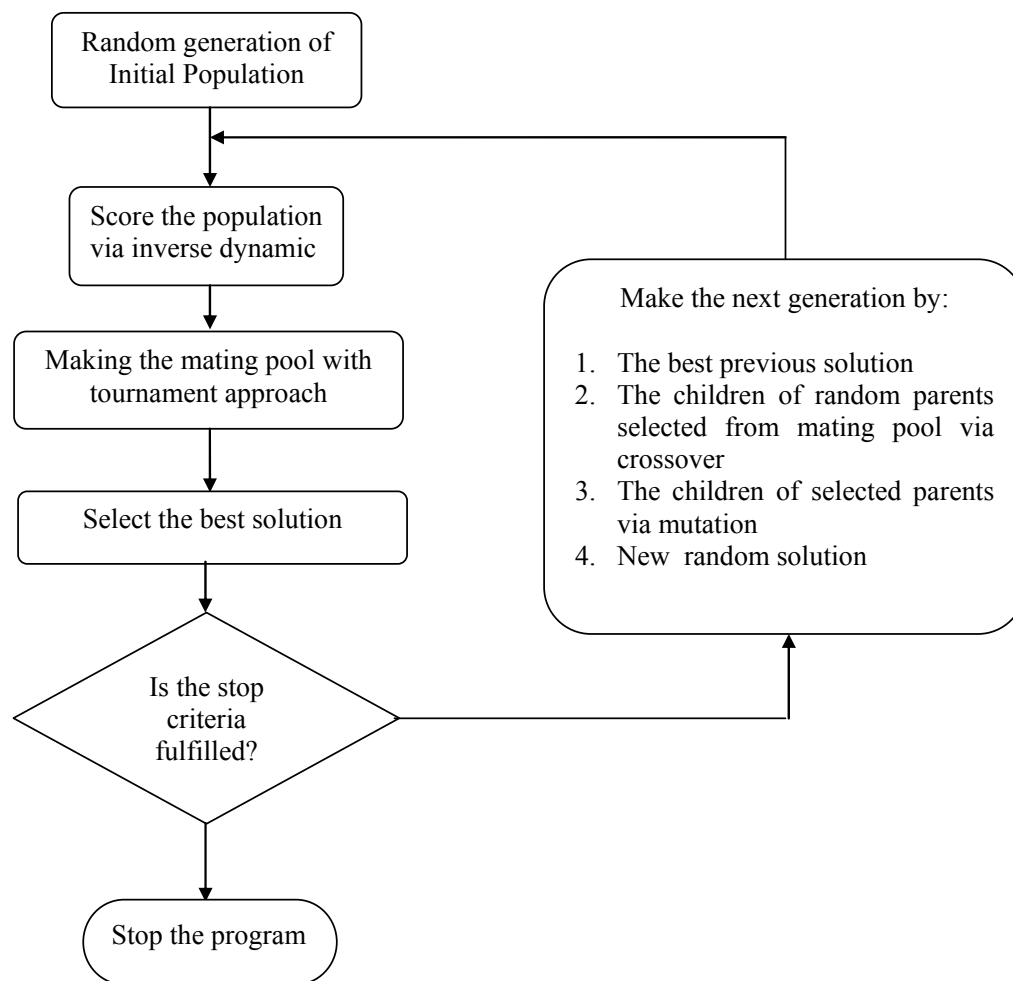 Random generation of
Initial Population
Score the population
via inverse dynamic
Making the mating pool with
tournament approach
Select the best solution
Is the stop
criteria
fulfilled?
Stop the program
Make the next generation by:
1. The best previous solution
2. The children of random parents
selected from mating pool via
crossover
3. The children of selected parents
via mutation
4. New random solution